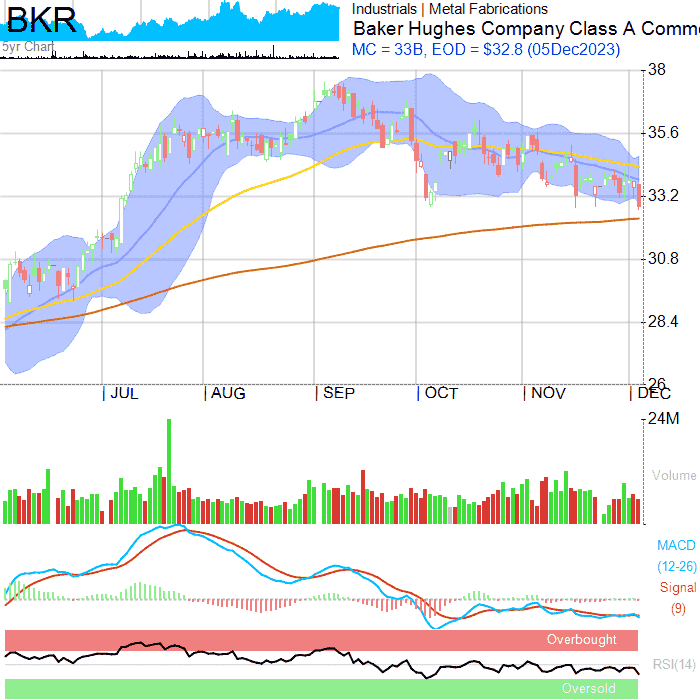 BKR
5yr Chart
Industrials | Metal Fabrications
Baker Hughes Company Class A Comm
MC = 33B, EOD = $32.8 (05Dec2023)
38
35.6
33.2
30.8
28.4
26
JUL AUG SEP OCT NOV DEC
24M
Volume
MACD
(12-26)
Signal
(9)
Overbought
RSI(14)
Oversold